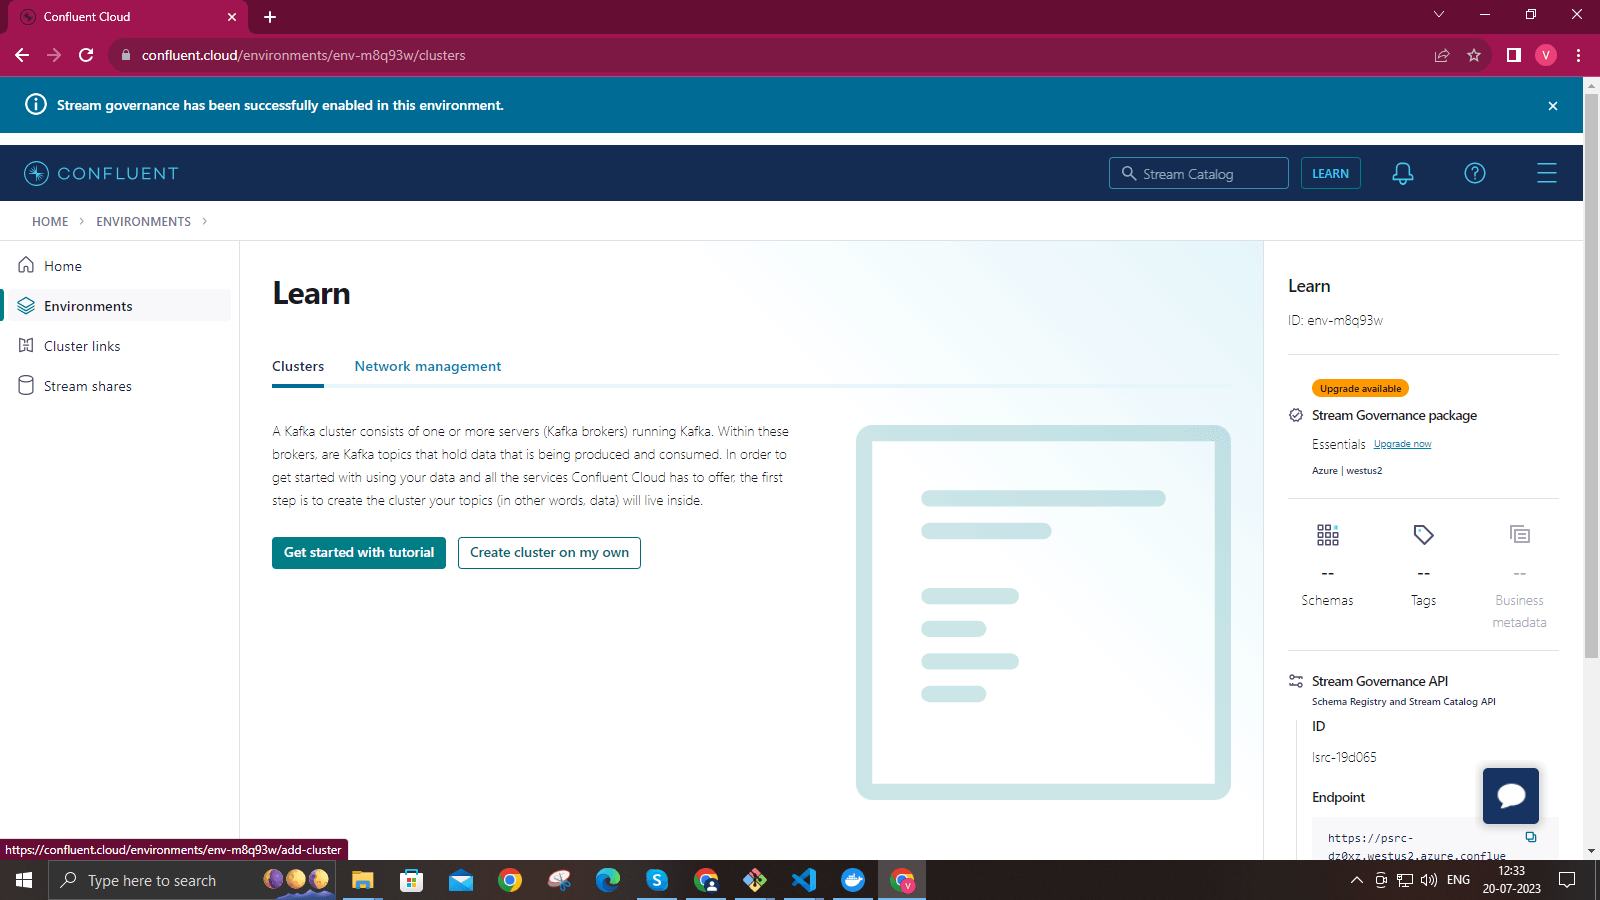 Confluent Cloud
confluent.cloud/environments/env-m8q93w/clusters
V
Stream governance has been successfully enabled in this environment.
CONFLUENT
Stream Catalog
LEARN
HOME
ENVIRONMENTS
Home
Environments
Cluster links
Stream shares
Learn
Clusters
Network management
A Kafka cluster consists of one or more servers (Kafka brokers) running Kafka. Within these
brokers, are Kafka topics that hold data that is being produced and consumed. In order to
get started with using your data and all the services Confluent Cloud has to offer, the first
step is to create the cluster your topics (in other words, data) will live inside.
Get started with tutorial
Create cluster on my own
Learn
ID: env-m8q93w
Upgrade available
Stream Governance package
Essentials Upgrade now
Azure | westus2
-- -- --
Schemas
Tags
Business
metadata
Stream Governance API
Schema Registry and Stream Catalog API
ID
lsrc-19d065
Endpoint
https://psrc-
dz0xz.westus2.azure.conflue
https://confluent.cloud/environments/env-m8q93w/add-cluster
Type here to search
ENG
12:33
20-07-2023